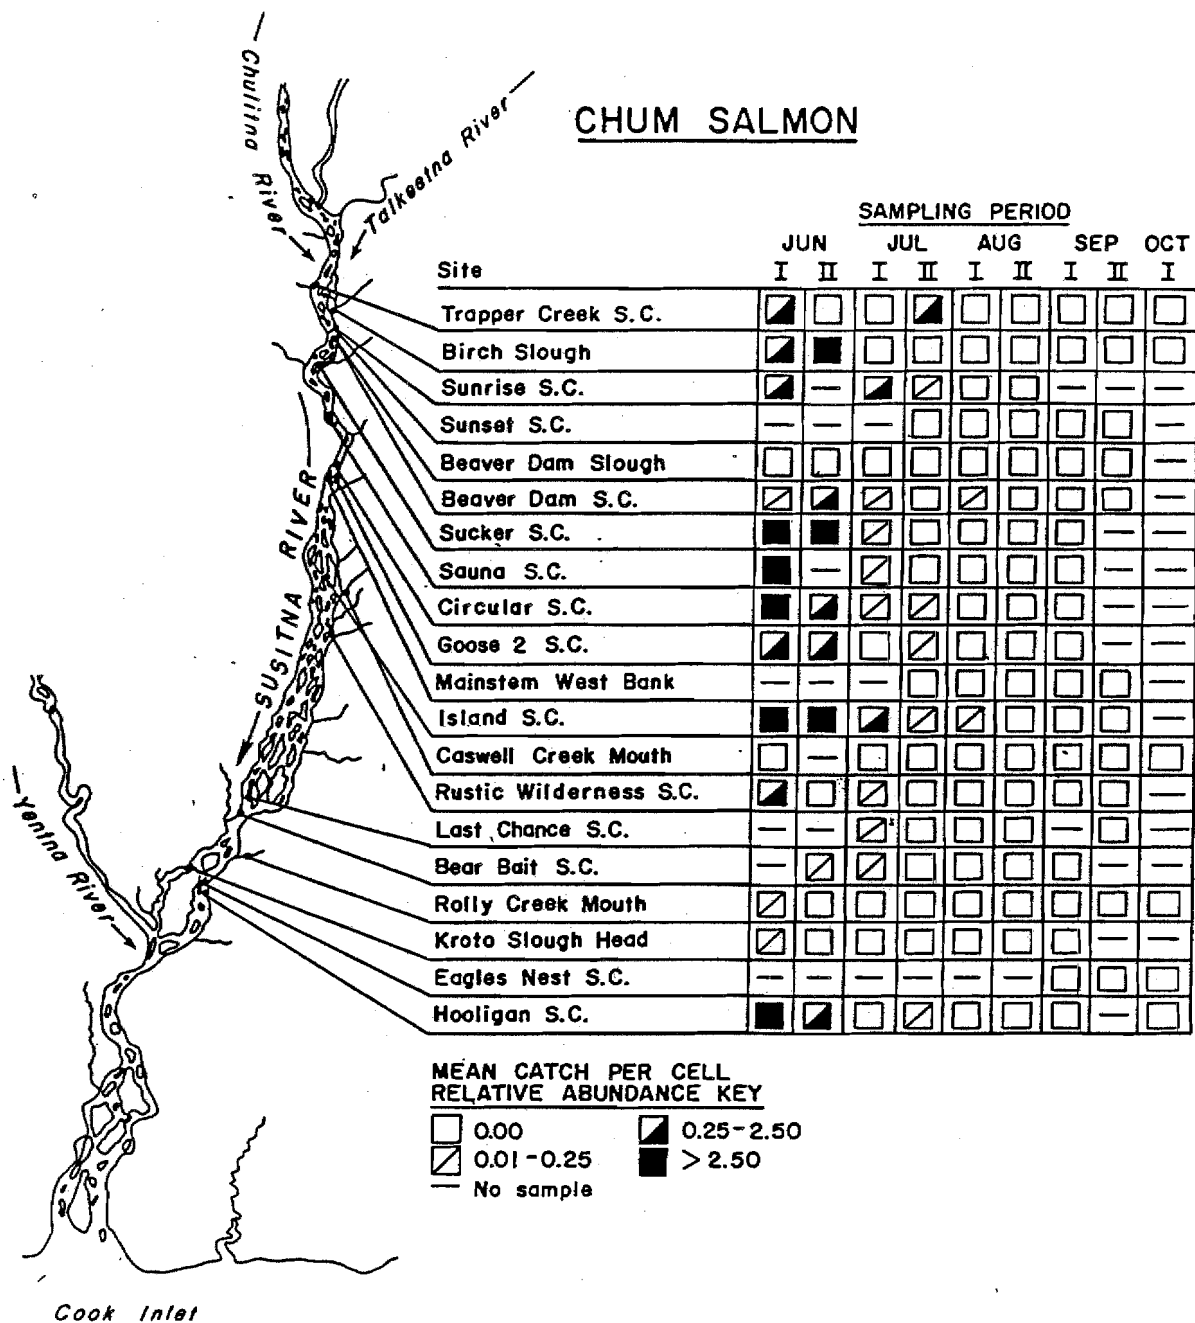 CHUM SALMON
Chulitna River
Talkeetna River
SAMPLING PERIOD
JUN JUL AUG SEP OCT
Site I II I II I II I II I
Trapper Creek S.C.
Birch Slough
Sunrise S.C.
Sunset S.C.
Beaver Dam Slough
Beaver Dam S.C.
Sucker S.C.
Sauna S.C.
Circular S.C.
Goose 2 S.C.
Mainstem West Bank
Island S.C.
Caswell Creek Mouth
Rustic Wilderness S.C.
Last Chance S.C.
Bear Bait S.C.
Rolly Creek Mouth
Kroto Slough Head
Eagles Nest S.C.
Hooligan S.C.
SUSITNA RIVER
Yentna River
MEAN CATCH PER CELL
RELATIVE ABUNDANCE KEY
0.00 0.25-2.50
0.01-0.25 > 2.50
No sample
Cook Inlet